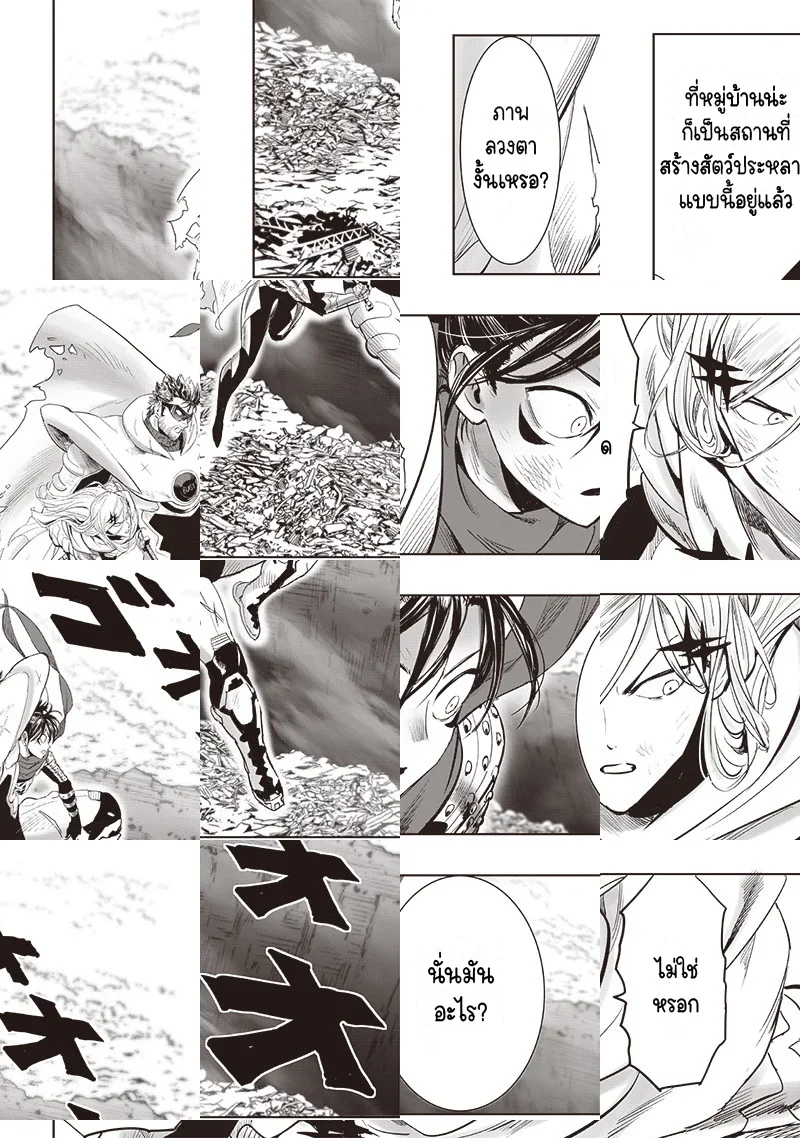 ภาพ
ลวงตา
งั้นเหรอ?
ที่หมู่บ้านน่ะ
ก็เป็นสถานที่
สร้างสัตว์ประหลา
แบบนี้อยู่แล้ว
ด
นั่นมัน
อะไร?
ไม่ใช่
หรอก